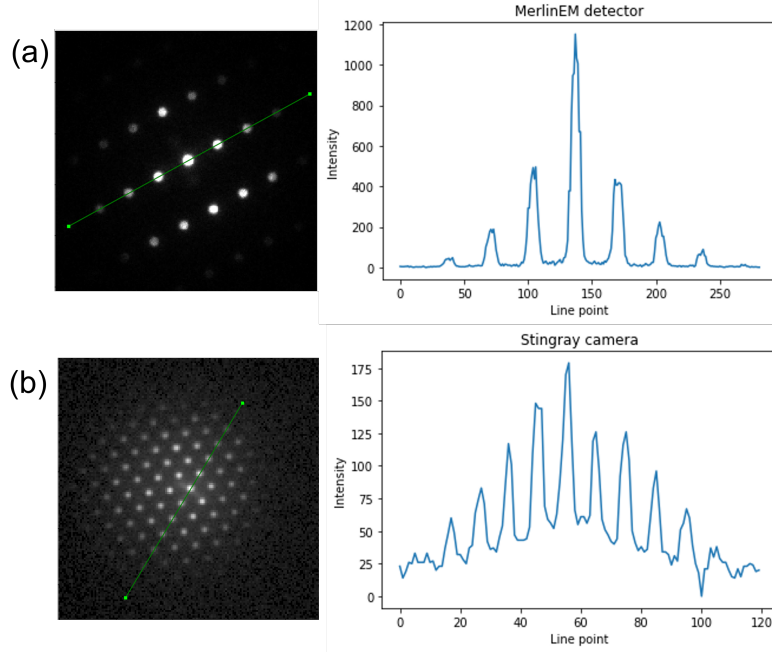 (a)
MerlinEM detector
Intensity
1200
1000
800
600
400
200
0
0 50 100 150 200 250
Line point
(b)
Stingray camera
Intensity
175
150
125
100
75
50
25
0
0 20 40 60 80 100 120
Line point